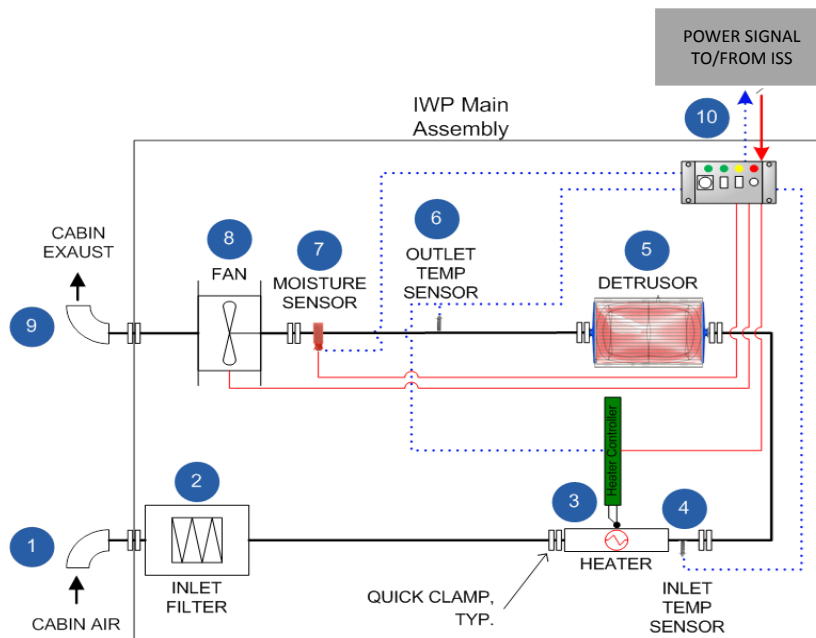 POWER SIGNAL
TO/FROM ISS
10
IWP Main
Assembly
CABIN
EXAUST
8
FAN
7
MOISTURE
SENSOR
6
OUTLET
TEMP
SENSOR
5
DETRUSOR
9
Heater Controller
2
INLET
FILTER
3
HEATER
4
INLET
TEMP
SENSOR
1
CABIN AIR
QUICK CLAMP,
TYP.